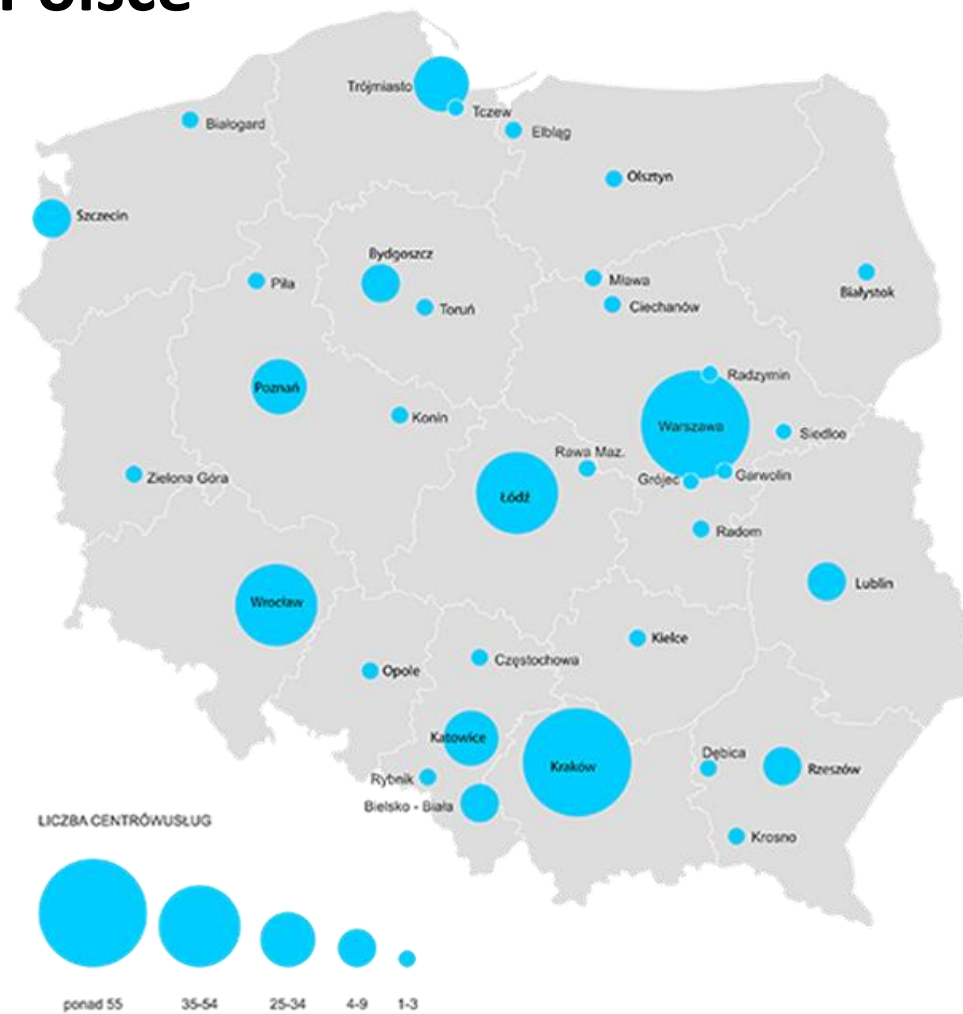 Polsce
Trójmiasto
Tczew
Białogard
Elbląg
Olsztyn
Szczecin
Bydgoszcz
Piła
Mława
Białystok
Toruń
Ciechanów
Radzymin
Poznań
Konin
Warszawa
Siedlce
Rawa Maz.
Zielona Góra
Grójec
Garwolin
Łódź
Radom
Lublin
Wrocław
Kielce
Częstochowa
Opole
Katowice
Dębica
Kraków
Rzeszów
Rybnik
Bielsko - Biała
Krosno
LICZBA CENTRÓWUSŁUG
ponad 55 35-54 25-34 4-9 1-3